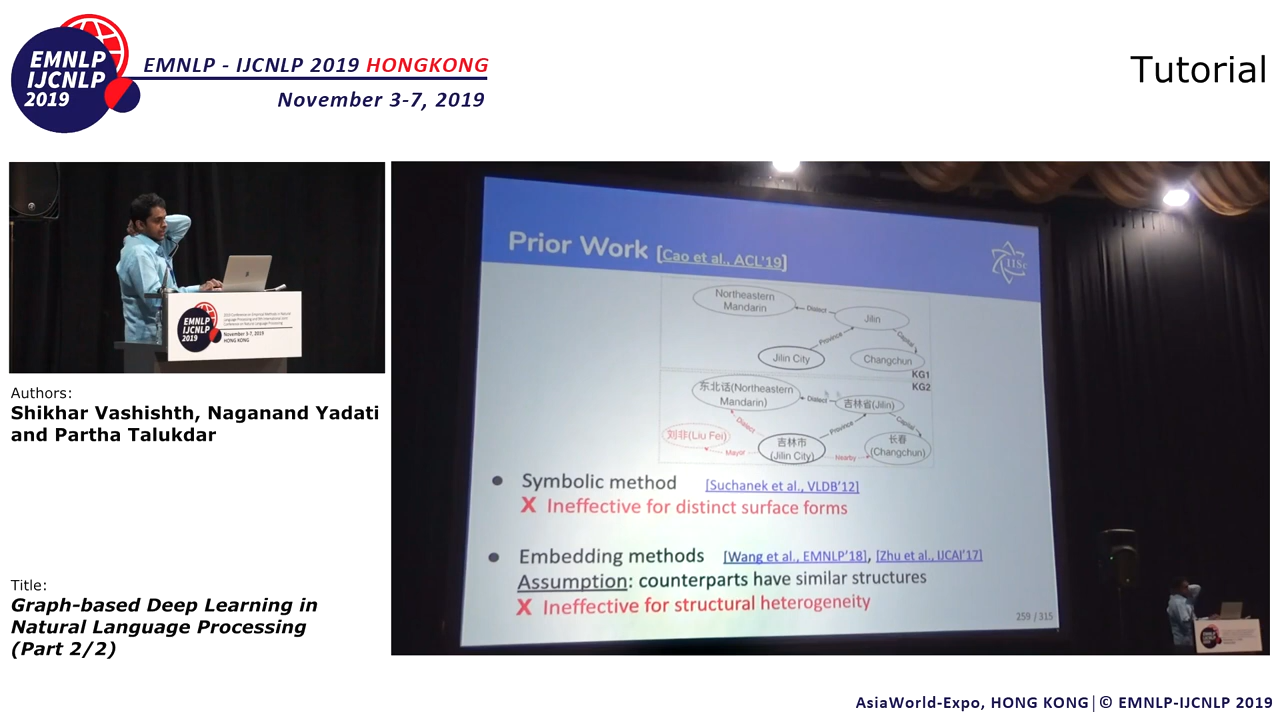 EMNLP
IJCNLP
2019
EMNLP - IJCNLP 2019 HONGKONG
November 3-7, 2019
Tutorial
EMNLP
IJCNLP
2019
November 3-7, 2019
HONG KONG
Authors:
Shikhar Vashishth, Naganand Yadati
and Partha Talukdar
Title:
Graph-based Deep Learning in
Natural Language Processing
(Part 2/2)
Prior Work [Cao et al., ACL'19]
IISc
Northeastern
Mandarin
Dialect
Jilin
Province
Capital
Jilin City
Changchun
KG1
KG2
东北话(Northeastern
Mandarin)
Dialect
吉林省(Jilin)
Dialect
Province
Capital
刘非(Liu Fei)
Mayor
吉林市
(Jilin City)
Nearby
长春
(Changchun)
● Symbolic method [Suchanek et al., VLDB'12]
X Ineffective for distinct surface forms
● Embedding methods [Wang et al., EMNLP'18], [Zhu et al., IJCAI'17]
Assumption: counterparts have similar structures
X Ineffective for structural heterogeneity
259 / 315
AsiaWorld-Expo, HONG KONG|© EMNLP-IJCNLP 2019